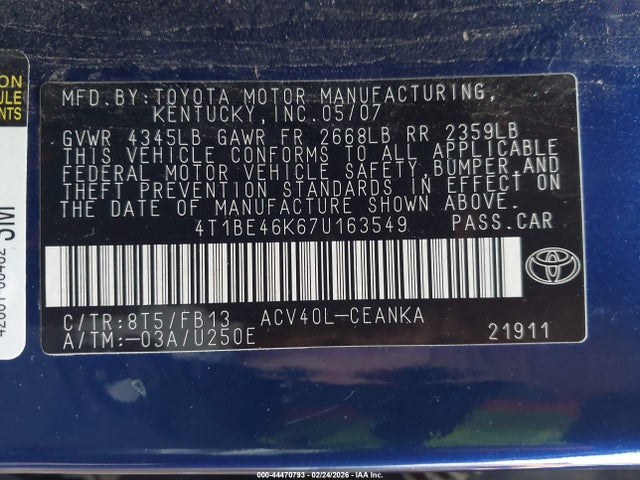 ON
ULE
NTS
MFD.BY:TOYOTA MOTOR MANUFACTURING,
KENTUCKY,INC.05/07
GVWR 4345LB GAWR FR 2668LB RR 2359LB
THIS VEHICLE CONFORMS TO ALL APPLICABLE
FEDERAL MOTOR VEHICLE SAFETY,BUMPER,AND
THEFT PREVENTION STANDARDS IN EFFECT ON
THE DATE OF MANUFACTURE SHOWN ABOVE.
4T1BE46K67U163549 PASS.CAR
C/TR:8T5/FB13 ACV40L-CEANKA
A/TM:-03A/U250E 21911
000-44470793 - 02/24/2026 - IAA Inc.